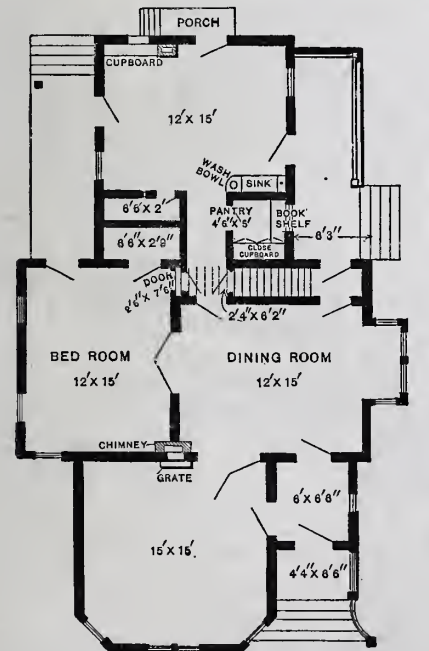 PORCH
CUPBOARD
12' X 15'
WASH
BOWL
SINK
6'6" X 2'
PANTRY
4'6" X 5'
BOOK
SHELF
6'6" X 2'8"
CLOSE
CUPBOARD
6'3"
DOOR
2'6" X 7'6"
2'4" X 6'2"
BED ROOM
12' X 15'
DINING ROOM
12' X 15'
CHIMNEY
GRATE
6' X 6'6"
15' X 15'
4'4" X 6'6"